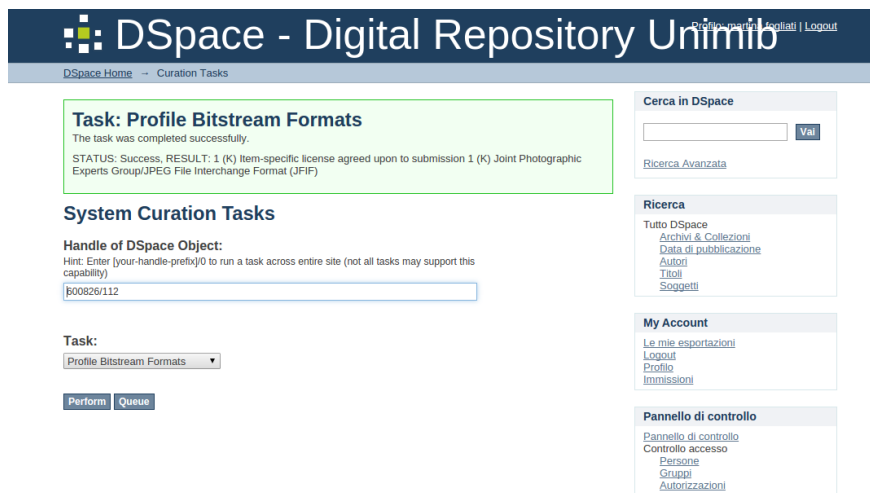 DSpace - Digital Repository Unimib
Profilo: martina fogliati | Logout
DSpace Home → Curation Tasks
Task: Profile Bitstream Formats
The task was completed successfully.
STATUS: Success, RESULT: 1 (K) Item-specific license agreed upon to submission 1 (K) Joint Photographic
Experts Group/JPEG File Interchange Format (JFIF)
System Curation Tasks
Handle of DSpace Object:
Hint: Enter [your-handle-prefix]/0 to run a task across entire site (not all tasks may support this
capability)
600826/112
Task:
Profile Bitstream Formats
Perform Queue
Cerca in DSpace
Vai
Ricerca Avanzata
Ricerca
Tutto DSpace
Archivi & Collezioni
Data di pubblicazione
Autori
Titoli
Soggetti
My Account
Le mie esportazioni
Logout
Profilo
Immissioni
Pannello di controllo
Pannello di controllo
Controllo accesso
Persone
Gruppi
Autorizzazioni